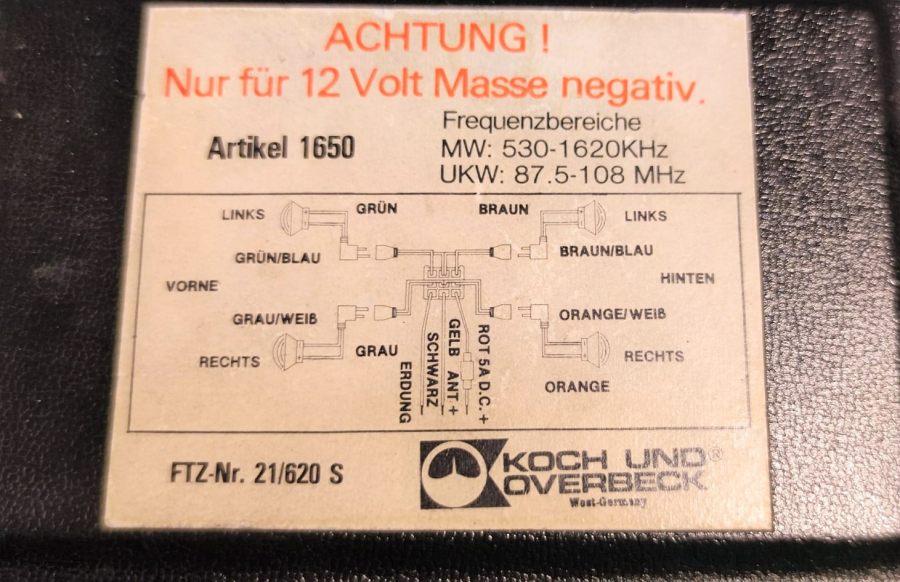 ACHTUNG !
Nur für 12 Volt Masse negativ.
Artikel 1650
Frequenzbereiche
MW: 530-1620KHz
UKW: 87.5-108 MHz
LINKS GRÜN BRAUN LINKS
GRÜN/BLAU BRAUN/BLAU
VORNE HINTEN
GRAU/WEIß ORANGE/WEIß
RECHTS GRAU RECHTS
ORANGE
ERDUNG
SCHWARZ
GELB ANT.+
ROT 5A D.C. +
FTZ-Nr. 21/620 S
KOCH UND®
OVERBECK
West-Germany